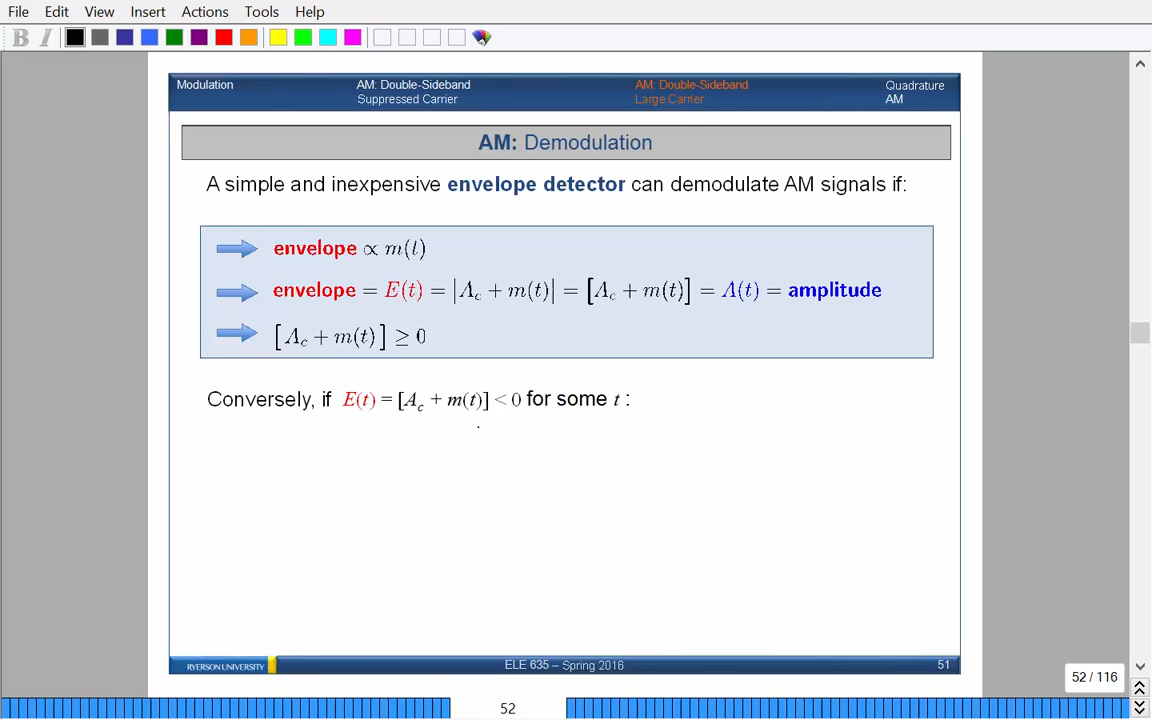 File Edit View Insert Actions Tools Help
B I
Modulation AM: Double-Sideband AM: Double-Sideband Quadrature
Suppressed Carrier Large Carrier AM
AM: Demodulation
A simple and inexpensive envelope detector can demodulate AM signals if:
envelope ∝ m(t)
envelope = E(t) = |A_c + m(t)| = [A_c + m(t)] = A(t) = amplitude
[A_c + m(t)] ≥ 0
Conversely, if E(t) = [A_c + m(t)] < 0 for some t :
RYERSON UNIVERSITY ELE 635 – Spring 2016 51
52 / 116
52